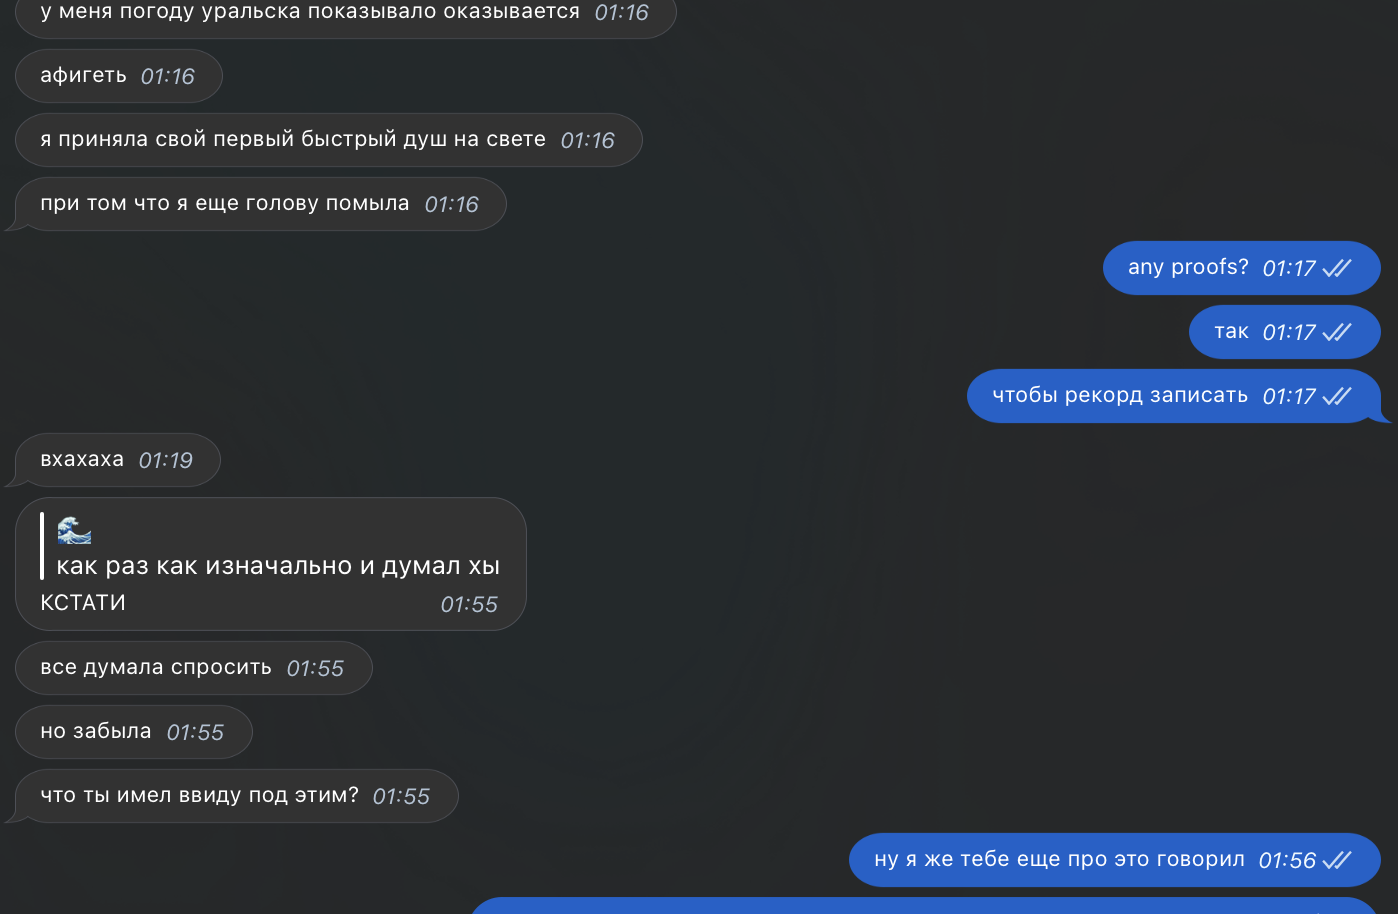 у меня погоду уральска показывало оказывается 01:16
афигеть 01:16
я приняла свой первый быстрый душ на свете 01:16
при том что я еще голову помыла 01:16
any proofs? 01:17
так 01:17
чтобы рекорд записать 01:17
вхахаха 01:19
🌊
как раз как изначально и думал хы
КСТАТИ 01:55
все думала спросить 01:55
но забыла 01:55
что ты имел ввиду под этим? 01:55
ну я же тебе еще про это говорил 01:56